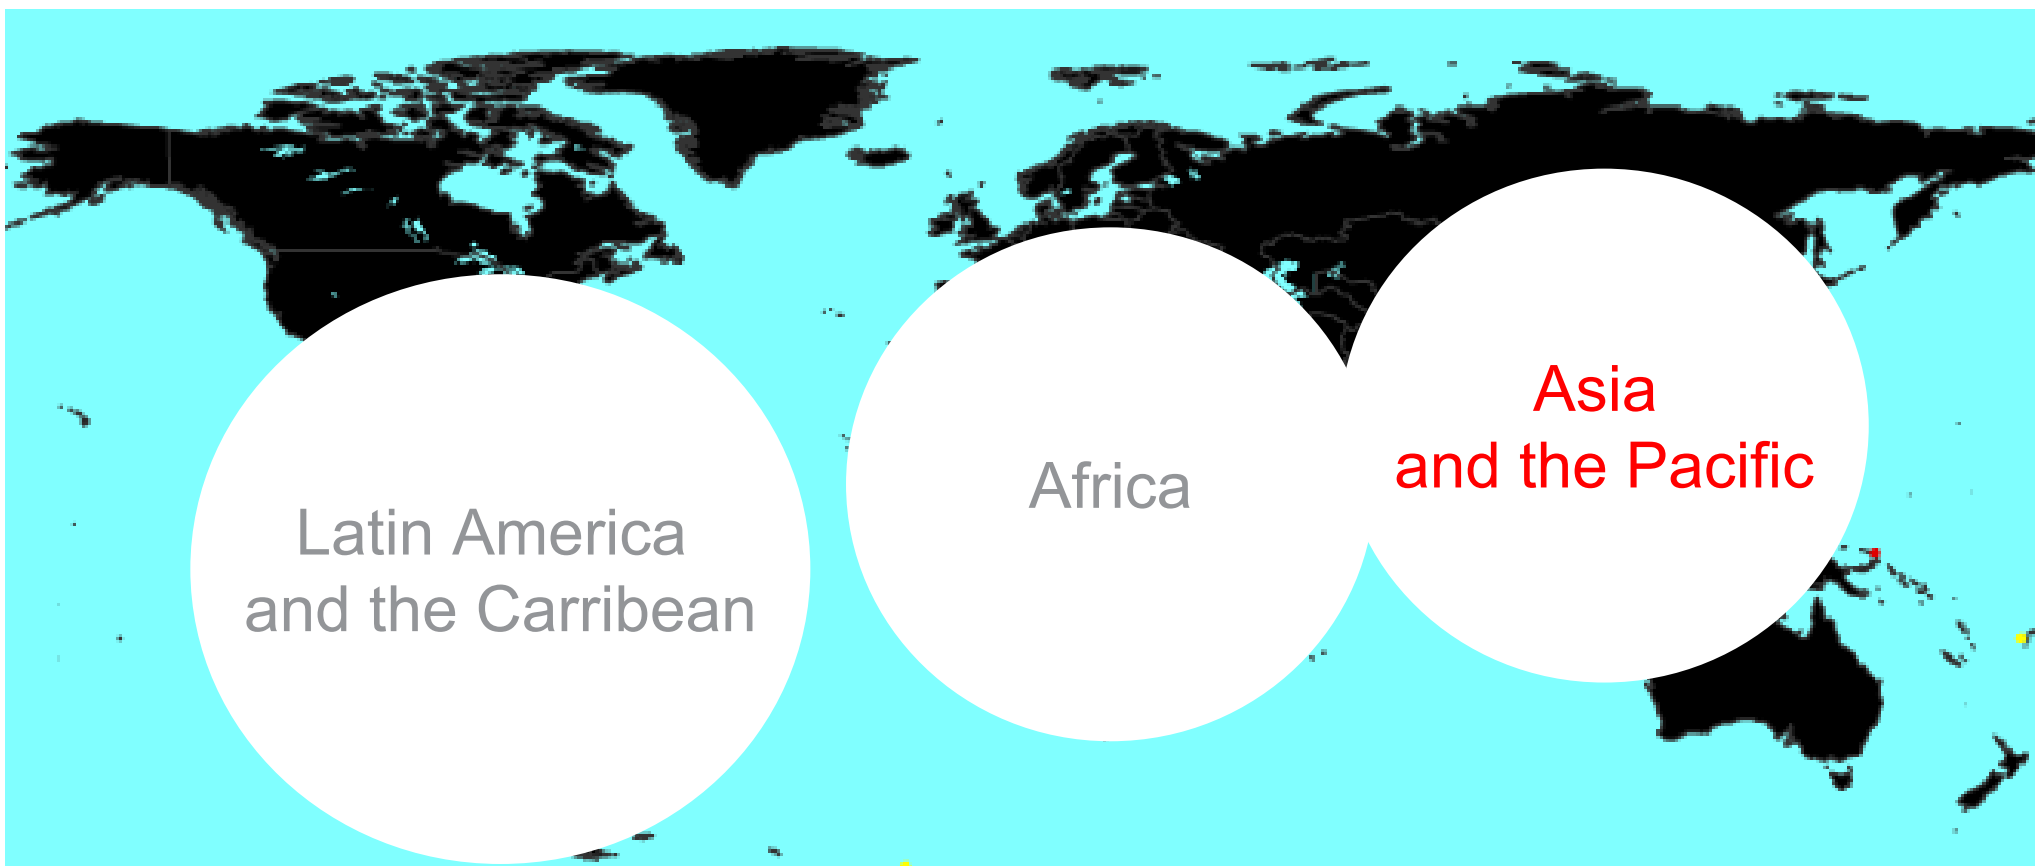 Latin America
and the Carribean
Africa
Asia
and the Pacific